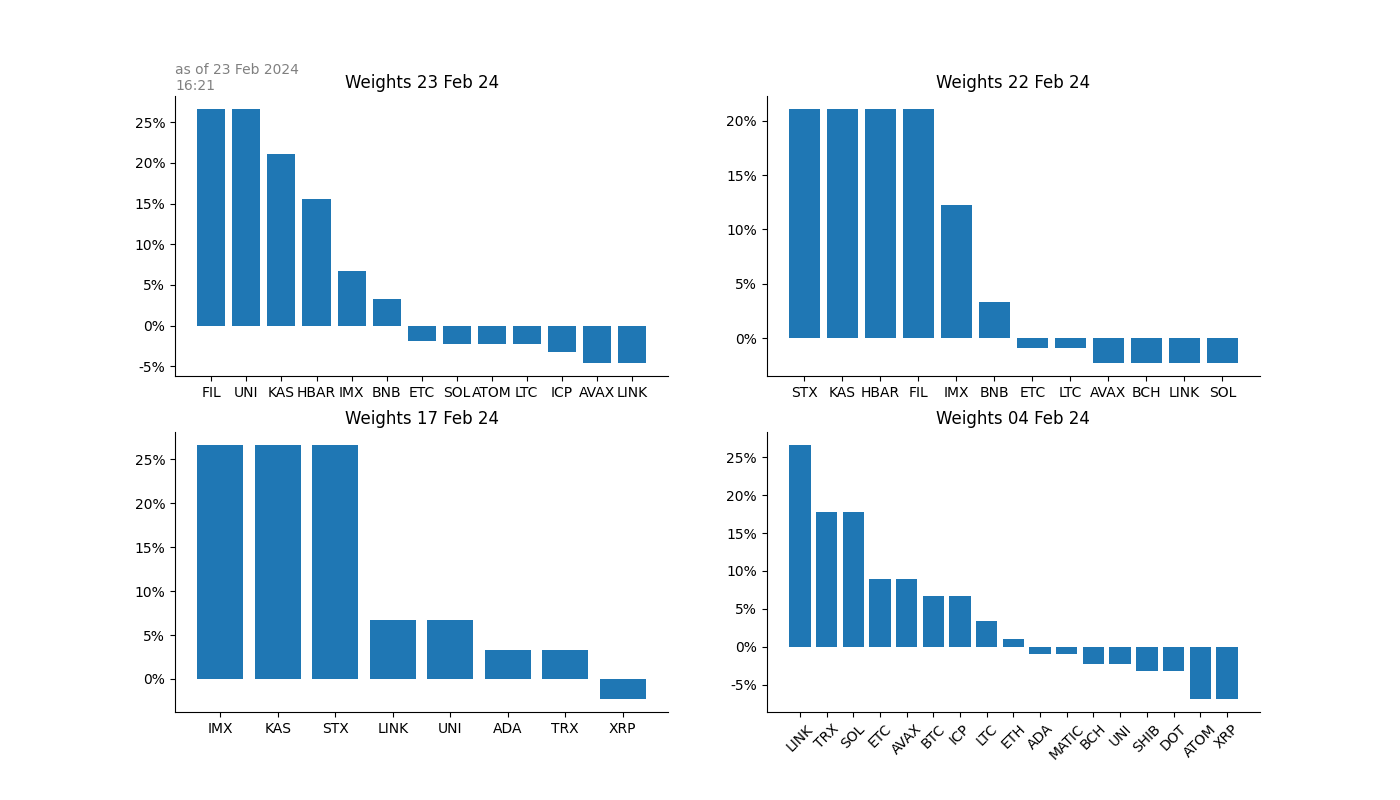 as of 23 Feb 2024
16:21
Weights 23 Feb 24
25%
20%
15%
10%
5%
0%
-5%
FIL UNI KAS HBAR IMX BNB ETC SOL ATOM LTC ICP AVAX LINK
Weights 22 Feb 24
20%
15%
10%
5%
0%
STX KAS HBAR FIL IMX BNB ETC LTC AVAX BCH LINK SOL
Weights 17 Feb 24
25%
20%
15%
10%
5%
0%
IMX KAS STX LINK UNI ADA TRX XRP
Weights 04 Feb 24
25%
20%
15%
10%
5%
0%
-5%
LINK TRX SOL ETC AVAX BTC ICP LTC ETH ADA MATIC BCH UNI SHIB DOT ATOM XRP